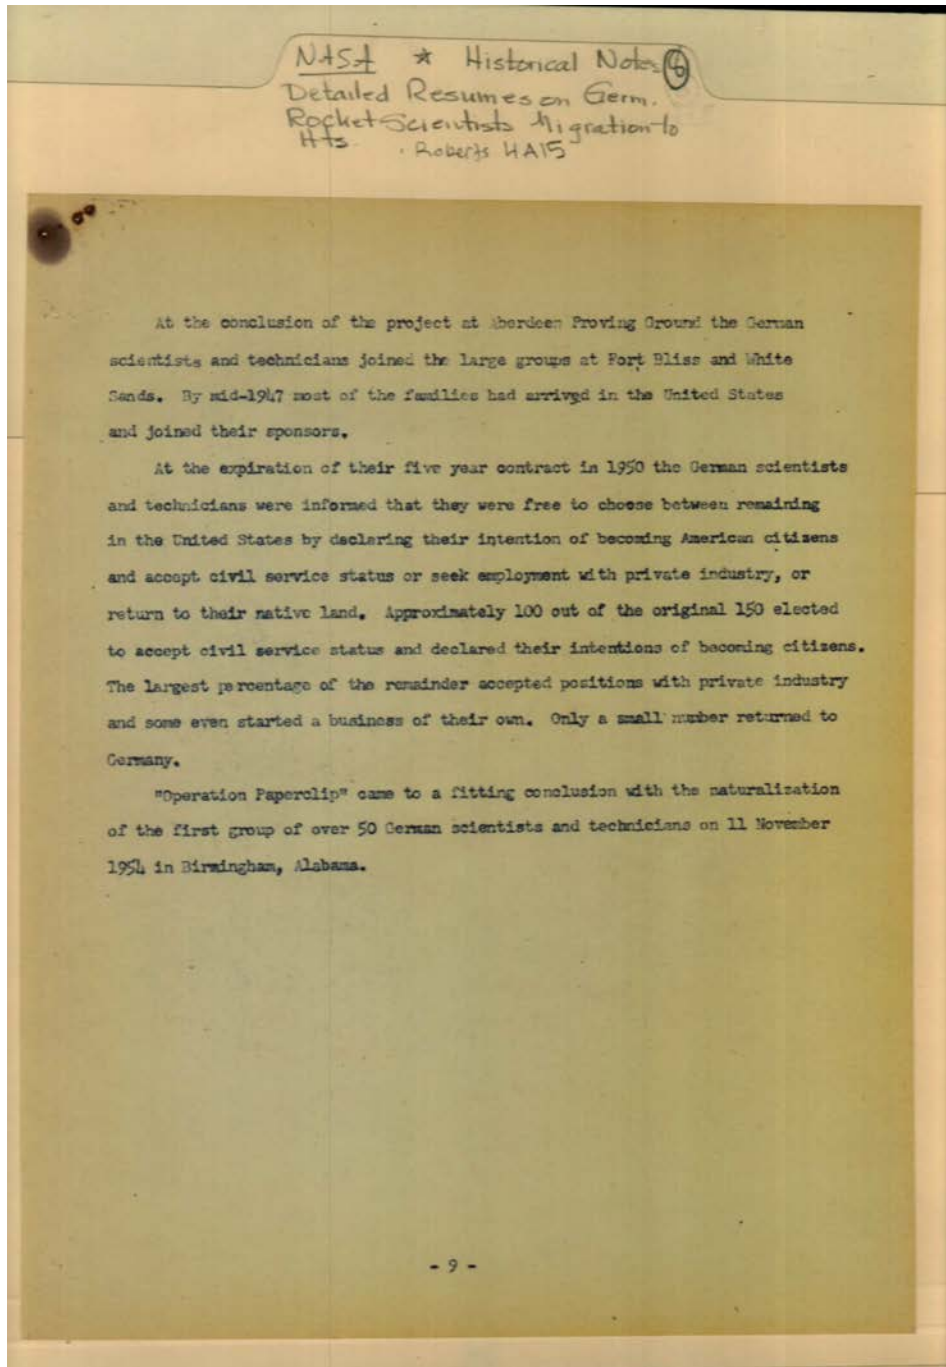 NASA * Historical Notes 6
Detailed Resumes on Germ.
Rocket Scientists Migration to
Hts. Roberts HA15
At the conclusion of the project at Aberdeen Proving Ground the German
scientists and technicians joined the large groups at Fort Bliss and White
Sands. By mid-1947 most of the families had arrived in the United States
and joined their sponsors.
At the expiration of their five year contract in 1950 the German scientists
and technicians were informed that they were free to choose between remaining
in the United States by declaring their intention of becoming American citizens
and accept civil service status or seek employment with private industry, or
return to their native land. Approximately 100 out of the original 150 elected
to accept civil service status and declared their intentions of becoming citizens.
The largest percentage of the remainder accepted positions with private industry
and some even started a business of their own. Only a small number returned to
Germany.
"Operation Paperclip" came to a fitting conclusion with the naturalization
of the first group of over 50 German scientists and technicians on 11 November
1954 in Birmingham, Alabama.
- 9 -